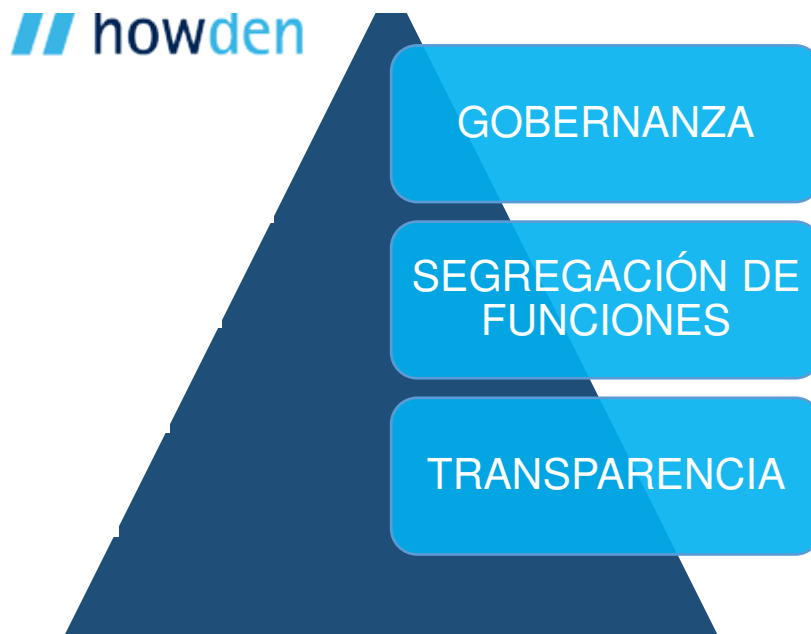 howden
GOBERNANZA
SEGREGACIÓN DE
FUNCIONES
TRANSPARENCIA